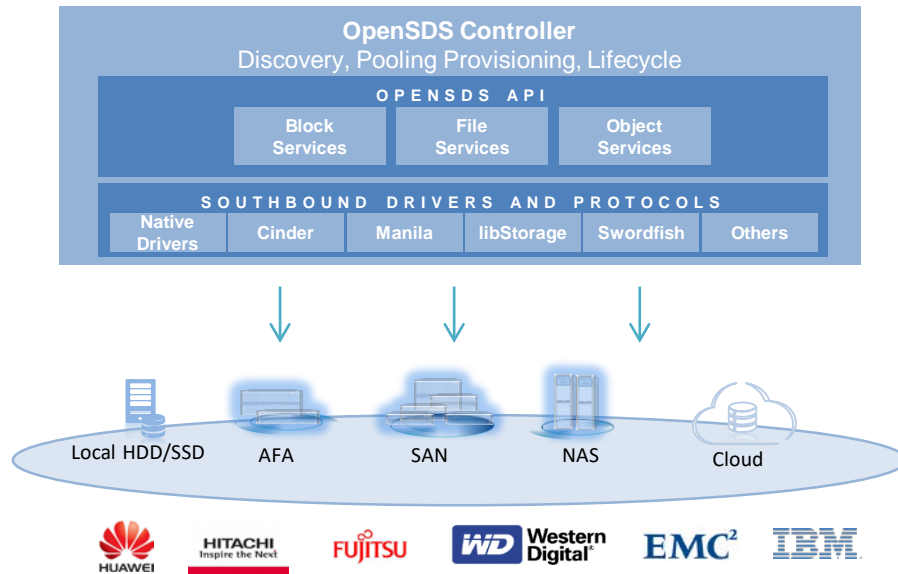 OpenSDS Controller
Discovery, Pooling Provisioning, Lifecycle
OPENSDS API
Block Services
File Services
Object Services
SOUTHBOUND DRIVERS AND PROTOCOLS
Native Drivers
Cinder
Manila
libStorage
Swordfish
Others
Local HDD/SSD
AFA
SAN
NAS
Cloud
HUAWEI
HITACHI
Inspire the Next
FUJITSU
WD Western Digital®
EMC²
IBM